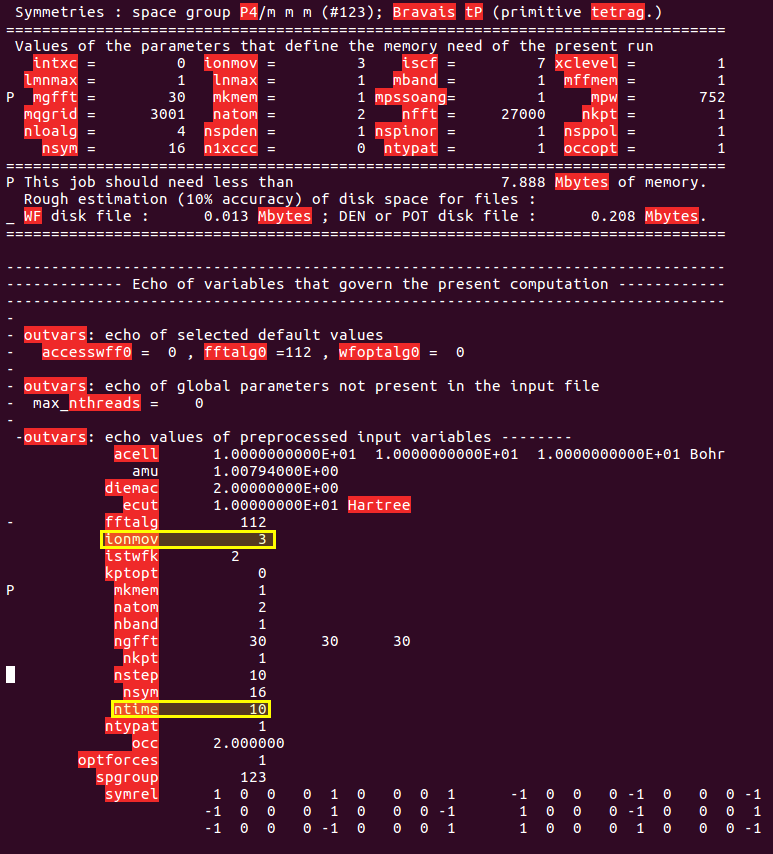 Symmetries : space group P4/m m m (#123); Bravais tP (primitive tetrag.)
================================================================================
Values of the parameters that define the memory need of the present run
intxc = 0 ionmov = 3 iscf = 7 xclevel = 1
lmnmax = 1 lnmax = 1 mband = 1 mffmem = 1
P mgfft = 30 mkmem = 1 mpssoang= 1 mpw = 752
mqgrid = 3001 natom = 2 nfft = 27000 nkpt = 1
nloalg = 4 nspden = 1 nspinor = 1 nsppol = 1
nsym = 16 n1xccc = 0 ntypat = 1 occopt = 1
================================================================================
P This job should need less than 7.888 Mbytes of memory.
Rough estimation (10% accuracy) of disk space for files :
_ WF disk file : 0.013 Mbytes ; DEN or POT disk file : 0.208 Mbytes.
================================================================================
--------------------------------------------------------------------------------
------------- Echo of variables that govern the present computation ------------
--------------------------------------------------------------------------------
-
- outvars: echo of selected default values
- accesswff0 = 0 , fftalg0 =112 , wfoptalg0 = 0
-
- outvars: echo of global parameters not present in the input file
- max_nthreads = 0
-
-outvars: echo values of preprocessed input variables --------
acell 1.0000000000E+01 1.0000000000E+01 1.0000000000E+01 Bohr
amu 1.00794000E+00
diemac 2.00000000E+00
ecut 1.00000000E+01 Hartree
- fftalg 112
ionmov 3
istwfk 2
kptopt 0
P mkmem 1
natom 2
nband 1
ngfft 30 30 30
nkpt 1
nstep 10
nsym 16
ntime 10
ntypat 1
occ 2.000000
optforces 1
spgroup 123
symrel 1 0 0 0 1 0 0 0 1 -1 0 0 0 -1 0 0 0 -1
-1 0 0 0 1 0 0 0 -1 1 0 0 0 -1 0 0 0 1
-1 0 0 0 -1 0 0 0 1 1 0 0 0 1 0 0 0 -1